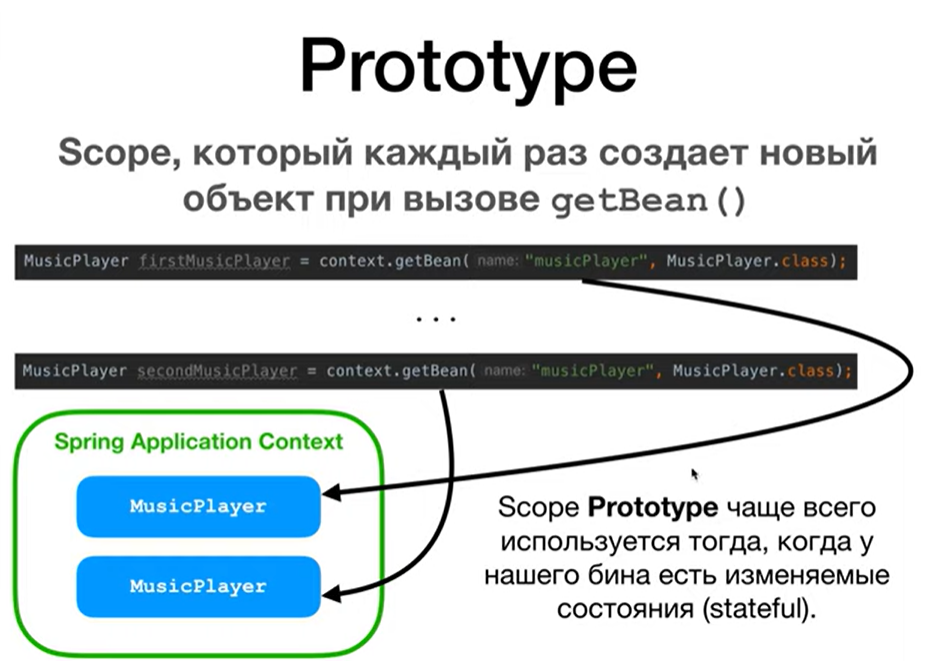 Prototype
Scope, который каждый раз создает новый
объект при вызове getBean()
MusicPlayer firstMusicPlayer = context.getBean( name: "musicPlayer", MusicPlayer.class);
...
MusicPlayer secondMusicPlayer = context.getBean( name: "musicPlayer", MusicPlayer.class);
Spring Application Context
MusicPlayer
MusicPlayer
Scope Prototype чаще всего
используется тогда, когда у
нашего бина есть изменяемые
состояния (stateful).